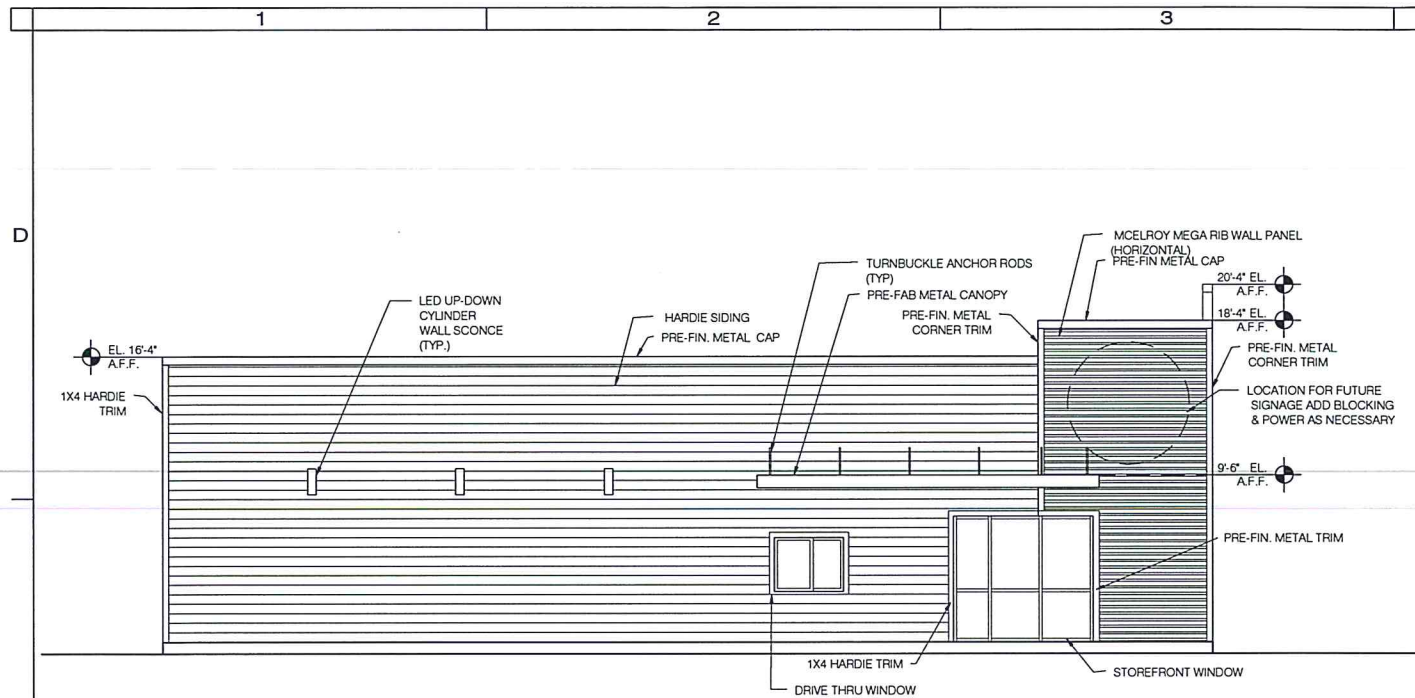 1
2
3
D
MCELROY MEGA RIB WALL PANEL
(HORIZONTAL)
PRE-FIN METAL CAP
TURNBUCKLE ANCHOR RODS
(TYP)
PRE-FAB METAL CANOPY
PRE-FIN. METAL
CORNER TRIM
20'-4" EL.
A.F.F.
18'-4" EL.
A.F.F.
LED UP-DOWN
CYLINDER
WALL SCONCE
(TYP.)
HARDIE SIDING
PRE-FIN. METAL CAP
EL. 16'-4"
A.F.F.
1X4 HARDIE
TRIM
PRE-FIN. METAL
CORNER TRIM
LOCATION FOR FUTURE
SIGNAGE ADD BLOCKING
& POWER AS NECESSARY
9'-6" EL.
A.F.F.
PRE-FIN. METAL TRIM
1X4 HARDIE TRIM
STOREFRONT WINDOW
DRIVE THRU WINDOW